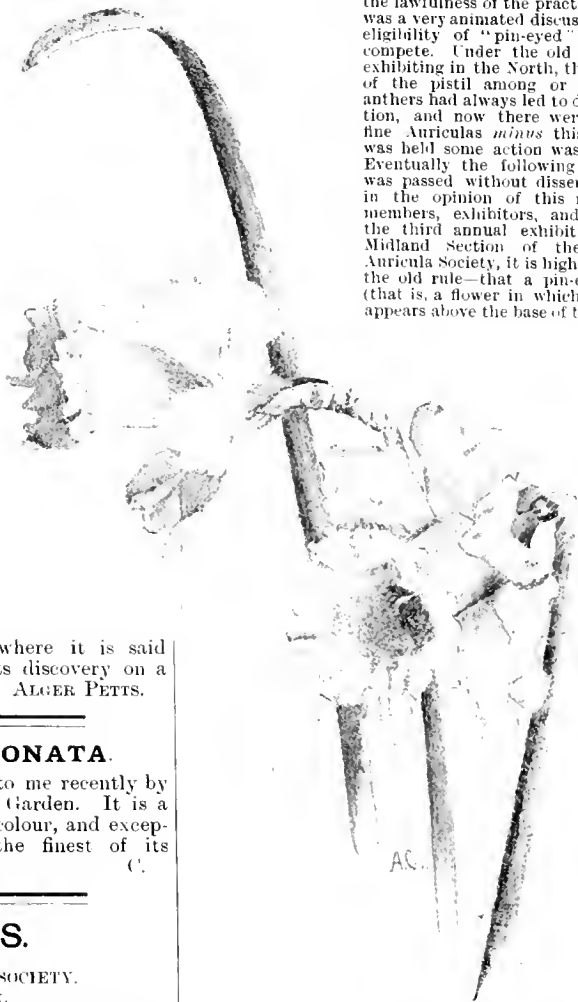 the lawfulness of the pract
was a very animated discus
eligibility of "pin-eyed"
compete. Under the old
exhibiting in the North, th
of the pistil among or
anthers had always led to d
tion, and now there wer
fine Auriculas minus this
was held some action was
Eventually the following
was passed without disser
in the opinion of this
members, exhibitors, and
the third annual exhibit
Midland Section of the
Auricula Society, it is high
the old rule—that a pin-e
(that is, a flower in which
appears above the base of t
where it is said
s discovery on a
ALGER PETTS.
ONATA.
to me recently by
Garden. It is a
colour, and excep-
the finest of its
C.
S.
SOCIETY.
A.C.